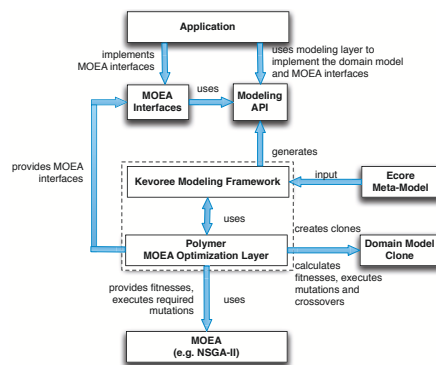 Application
implements
MOEA interfaces
uses modeling layer to
implement the domain model
and MOEA interfaces
MOEA
Interfaces
uses
Modeling
API
provides MOEA
interfaces
generates
Kevoree Modeling Framework
input
Ecore
Meta-Model
uses
creates clones
Polymer
MOEA Optimization Layer
Domain Model
Clone
calculates
fitnesses, executes
mutations and
crossovers
provides fitnesses,
executes required
mutations
uses
MOEA
(e.g. NSGA-II)